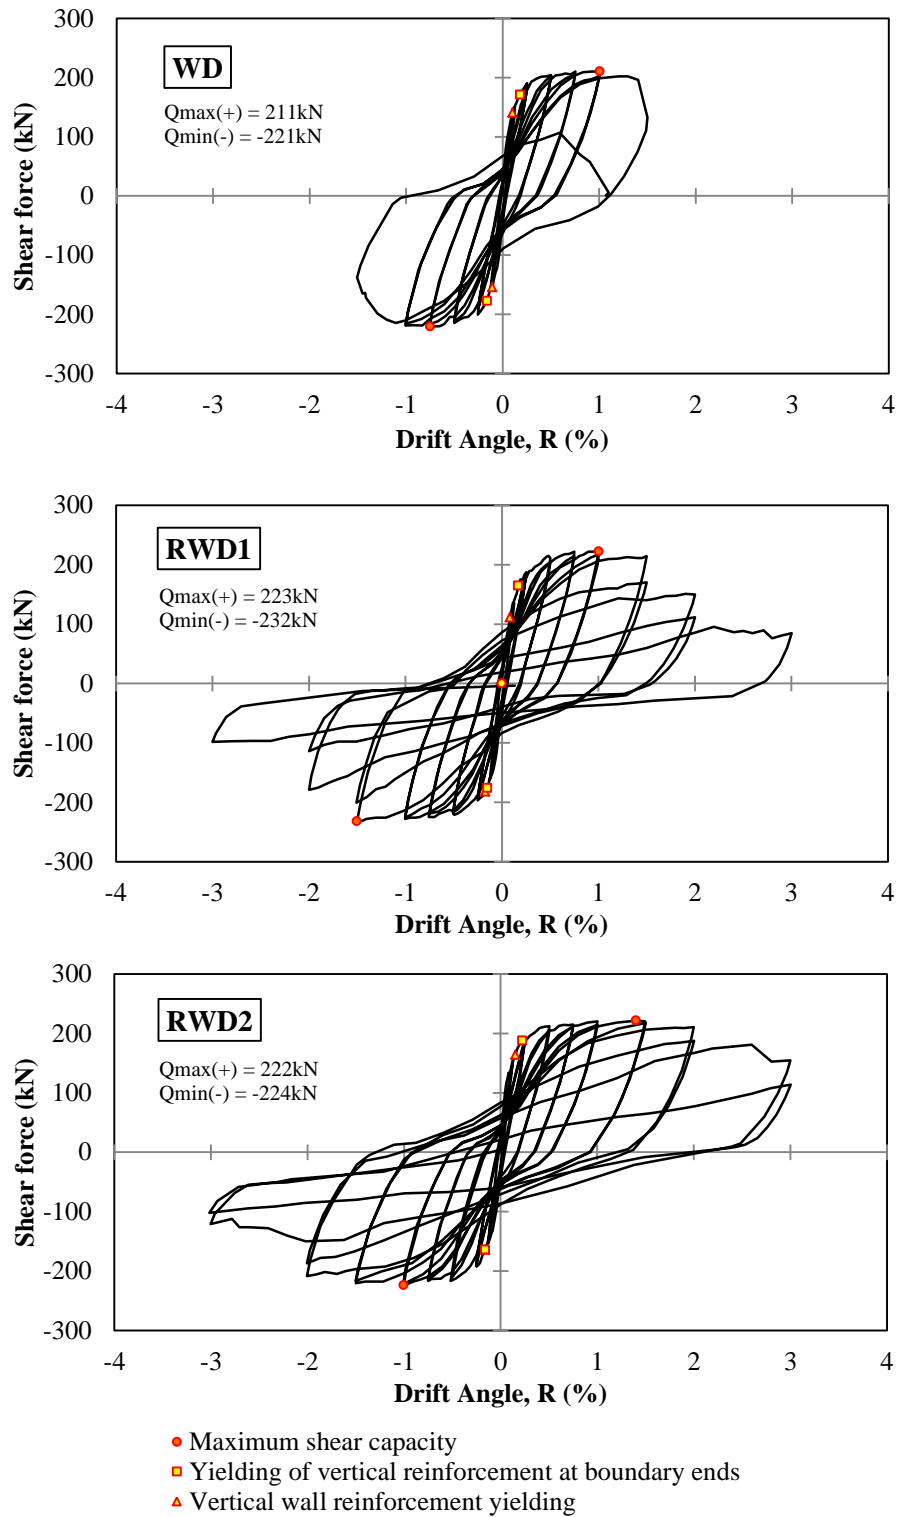 300
200
100
0
-100
-200
-300
Shear force (kN)
WD
Qmax(+) = 211kN
Qmin(-) = -221kN
-4 -3 -2 -1 0 1 2 3 4
Drift Angle, R (%)
300
200
100
0
-100
-200
-300
Shear force (kN)
RWD1
Qmax(+) = 223kN
Qmin(-) = -232kN
-4 -3 -2 -1 0 1 2 3 4
Drift Angle, R (%)
300
200
100
0
-100
-200
-300
Shear force (kN)
RWD2
Qmax(+) = 222kN
Qmin(-) = -224kN
-4 -3 -2 -1 0 1 2 3 4
Drift Angle, R (%)
Maximum shear capacity
Yielding of vertical reinforcement at boundary ends
Vertical wall reinforcement yielding